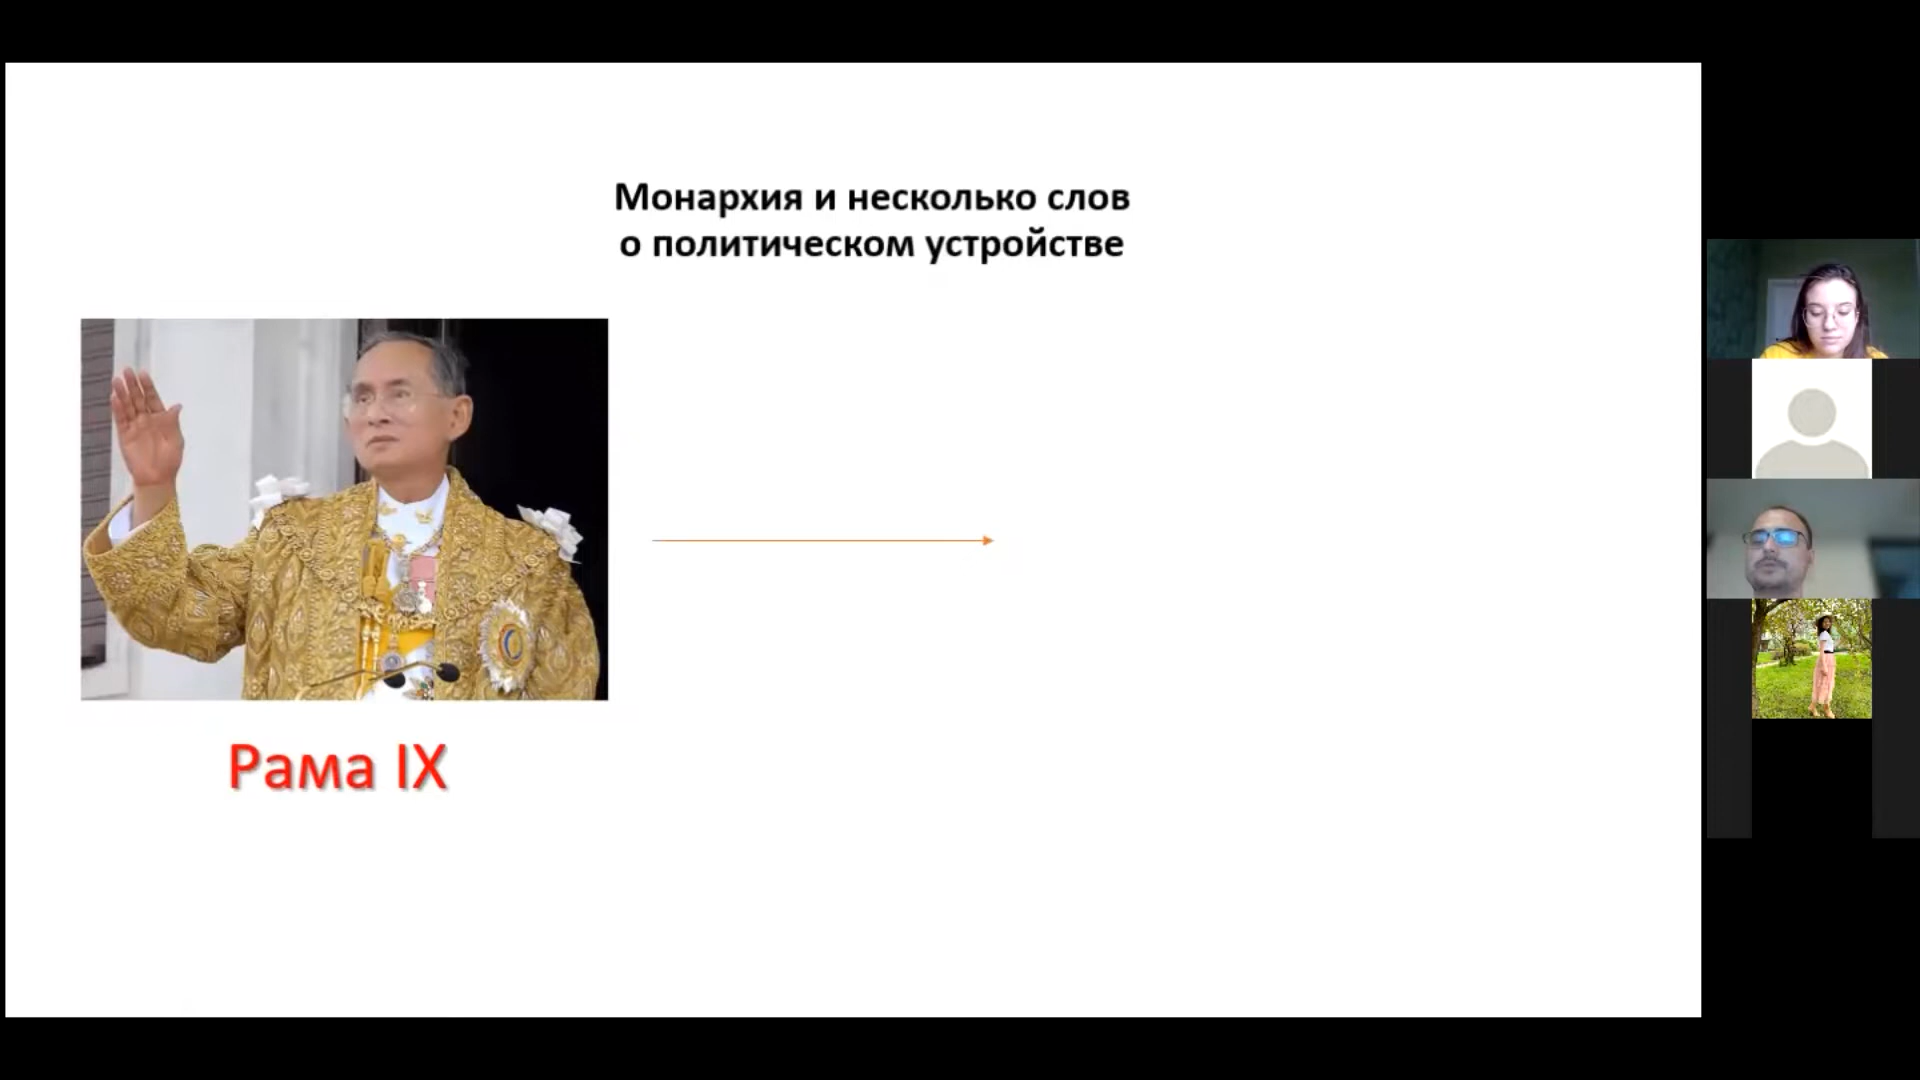 Монархия и несколько слов
о политическом устройстве
Рама IX